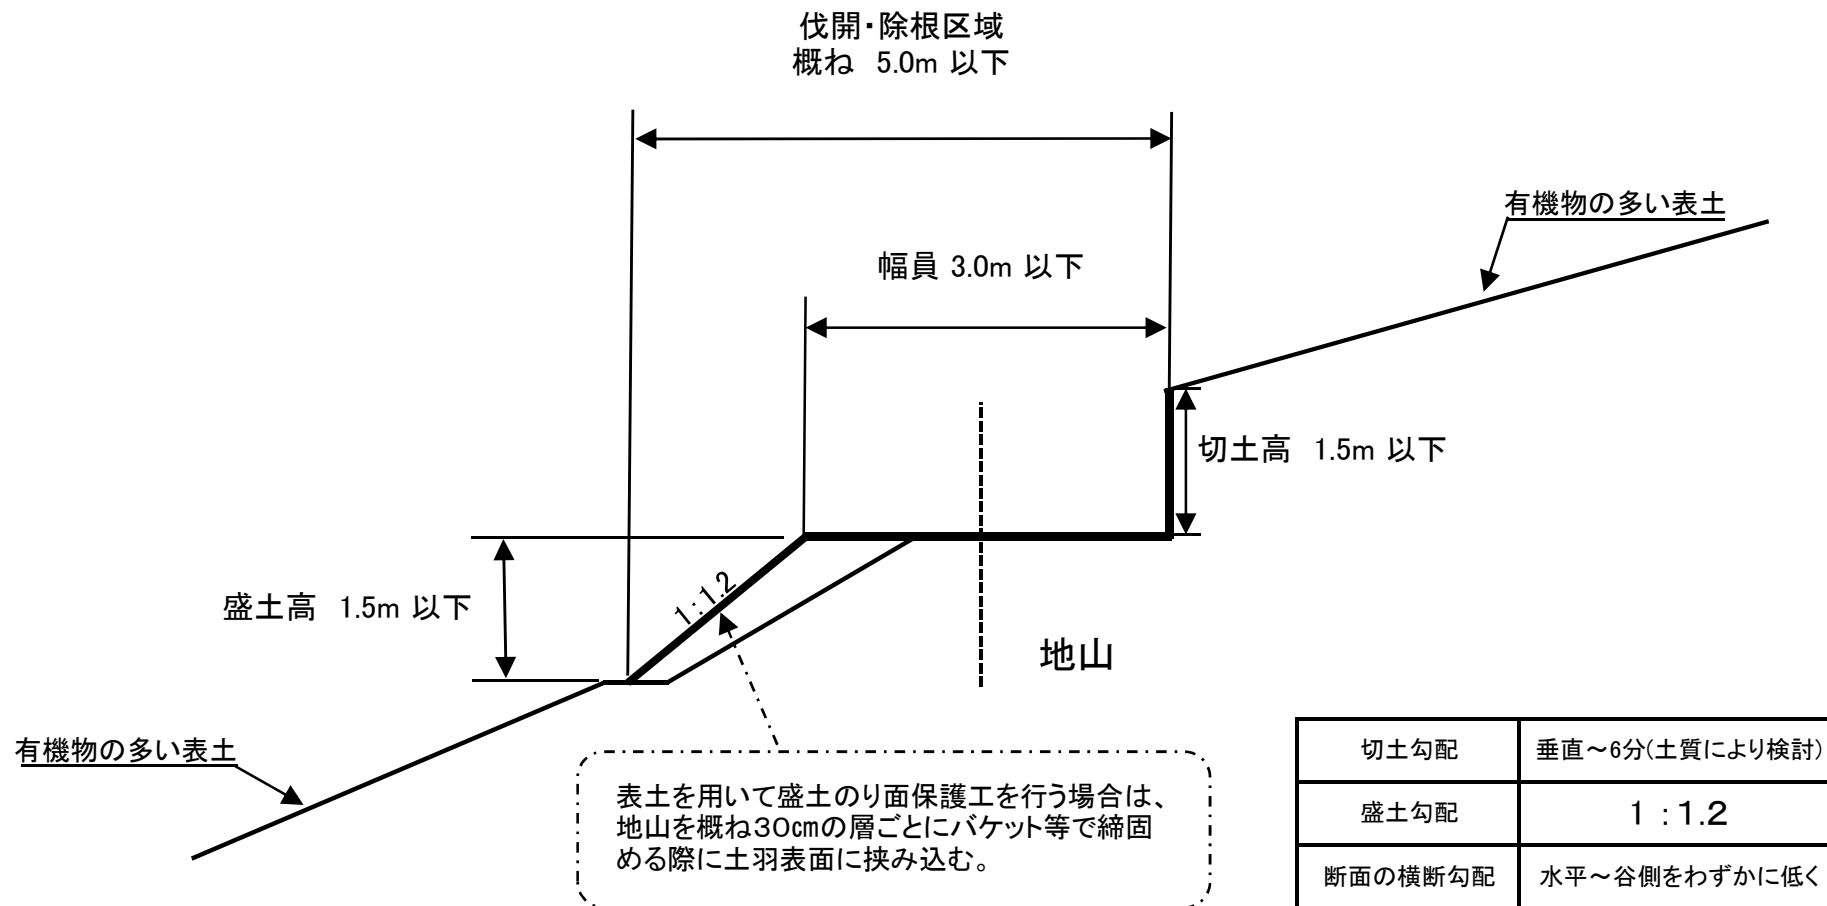 伐開・除根区域
概ね 5.0m 以下
有機物の多い表土
幅員 3.0m 以下
切土高 1.5m 以下
1:1.2
盛土高 1.5m 以下
地山
有機物の多い表土
表土を用いて盛土のり面保護工を行う場合は、
地山を概ね30㎝の層ごとにバケット等で締固
める際に土羽表面に挟み込む。
切土勾配 垂直～6分(土質により検討)
盛土勾配 1:1.2
断面の横断勾配 水平～谷側をわずかに低く